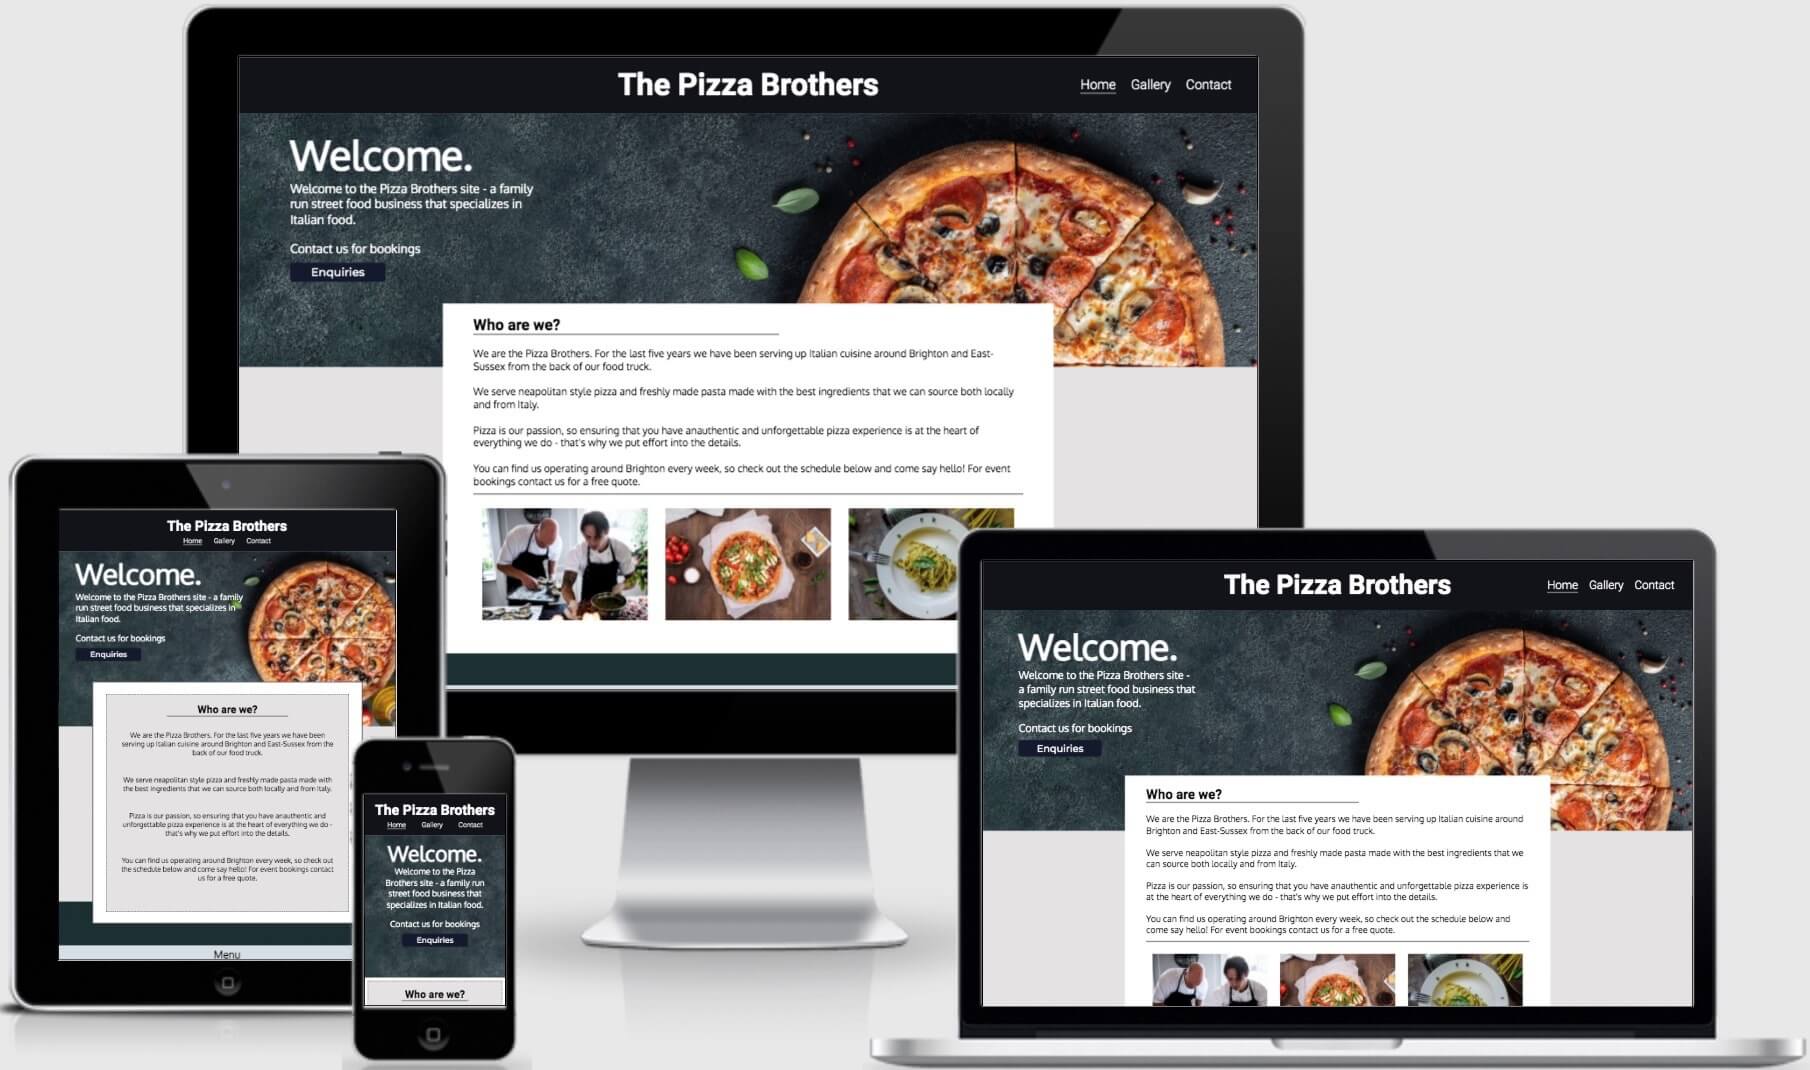 The Pizza Brothers
Home Gallery Contact
Welcome.
Welcome to the Pizza Brothers site - a family
run street food business that specializes in
Italian food.
Contact us for bookings
Enquiries
Who are we?
We are the Pizza Brothers. For the last five years we have been serving up Italian cuisine around Brighton and East-
Sussex from the back of our food truck.
We serve neapolitan style pizza and freshly made pasta made with the best ingredients that we can source both locally
and from Italy.
Pizza is our passion, so ensuring that you have anauthentic and unforgettable pizza experience is at the heart of
everything we do - that's why we put effort into the details.
You can find us operating around Brighton every week, so check out the schedule below and come say hello! For event
bookings contact us for a free quote.
The Pizza Brothers
Home Gallery Contact
Welcome.
Welcome to the Pizza Brothers site - a family
run street food business that specializes in
Italian food.
Contact us for bookings
Enquiries
Who are we?
We are the Pizza Brothers. For the last five years we have been
serving up Italian cuisine around Brighton and East-Sussex from the
back of our food truck.
We serve neapolitan style pizza and freshly made pasta made with
the best ingredients that we can source both locally and from Italy.
Pizza is our passion, so ensuring that you have anauthentic and
unforgettable pizza experience is at the heart of everything we do -
that's why we put effort into the details.
You can find us operating around Brighton every week, so check out
the schedule below and come say hello! For event bookings contact
us for a free quote.
Menu
The Pizza Brothers
Home Gallery Contact
Welcome.
Welcome to the Pizza
Brothers site - a family run
street food business that
specializes in Italian food.
Contact us for bookings
Enquiries
Who are we?
The Pizza Brothers
Home Gallery Contact
Welcome.
Welcome to the Pizza Brothers site -
a family run street food business that
specializes in Italian food.
Contact us for bookings
Enquiries
Who are we?
We are the Pizza Brothers. For the last five years we have been serving up Italian cuisine around
Brighton and East-Sussex from the back of our food truck.
We serve neapolitan style pizza and freshly made pasta made with the best ingredients that we
can source both locally and from Italy.
Pizza is our passion, so ensuring that you have anauthentic and unforgettable pizza experience is
at the heart of everything we do - that's why we put effort into the details.
You can find us operating around Brighton every week, so check out the schedule below and
come say hello! For event bookings contact us for a free quote.